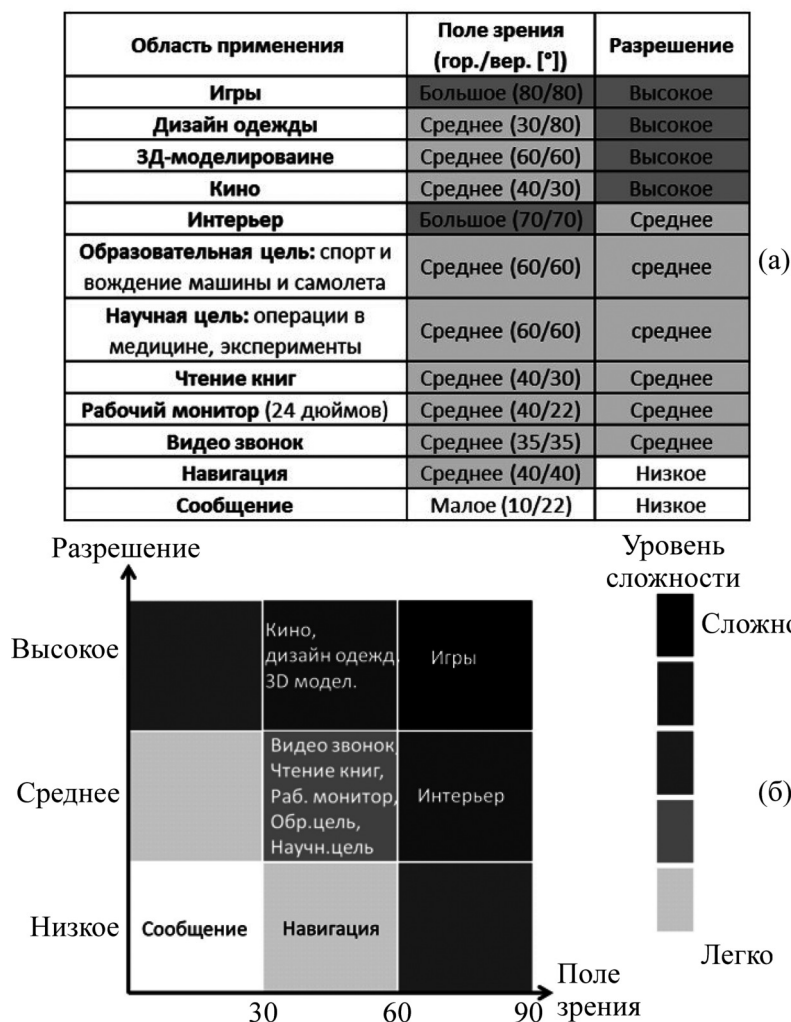 Область применения
Поле зрения
(гор./вер. [°])
Разрешение
Игры
Большое (80/80)
Высокое
Дизайн одежды
Среднее (30/80)
Высокое
3Д-моделироваине
Среднее (60/60)
Высокое
Кино
Среднее (40/30)
Высокое
Интерьер
Большое (70/70)
Среднее
Образовательная цель: спорт и
вождение машины и самолета
Среднее (60/60)
среднее
Научная цель: операции в
медицине, эксперименты
Среднее (60/60)
среднее
Чтение книг
Среднее (40/30)
Среднее
Рабочий монитор (24 дюймов)
Среднее (40/22)
Среднее
Видео звонок
Среднее (35/35)
Среднее
Навигация
Среднее (40/40)
Низкое
Сообщение
Малое (10/22)
Низкое
(а)
Разрешение
Уровень
сложности
Высокое
Кино,
дизайн одежд,
3D модел.
Игры
Сложно
Среднее
Видео звонок,
Чтение книг,
Раб. монитор,
Обр.цель,
Научн.цель
Интерьер
(б)
Низкое
Сообщение
Навигация
Легко
30
60
90
Поле
зрения